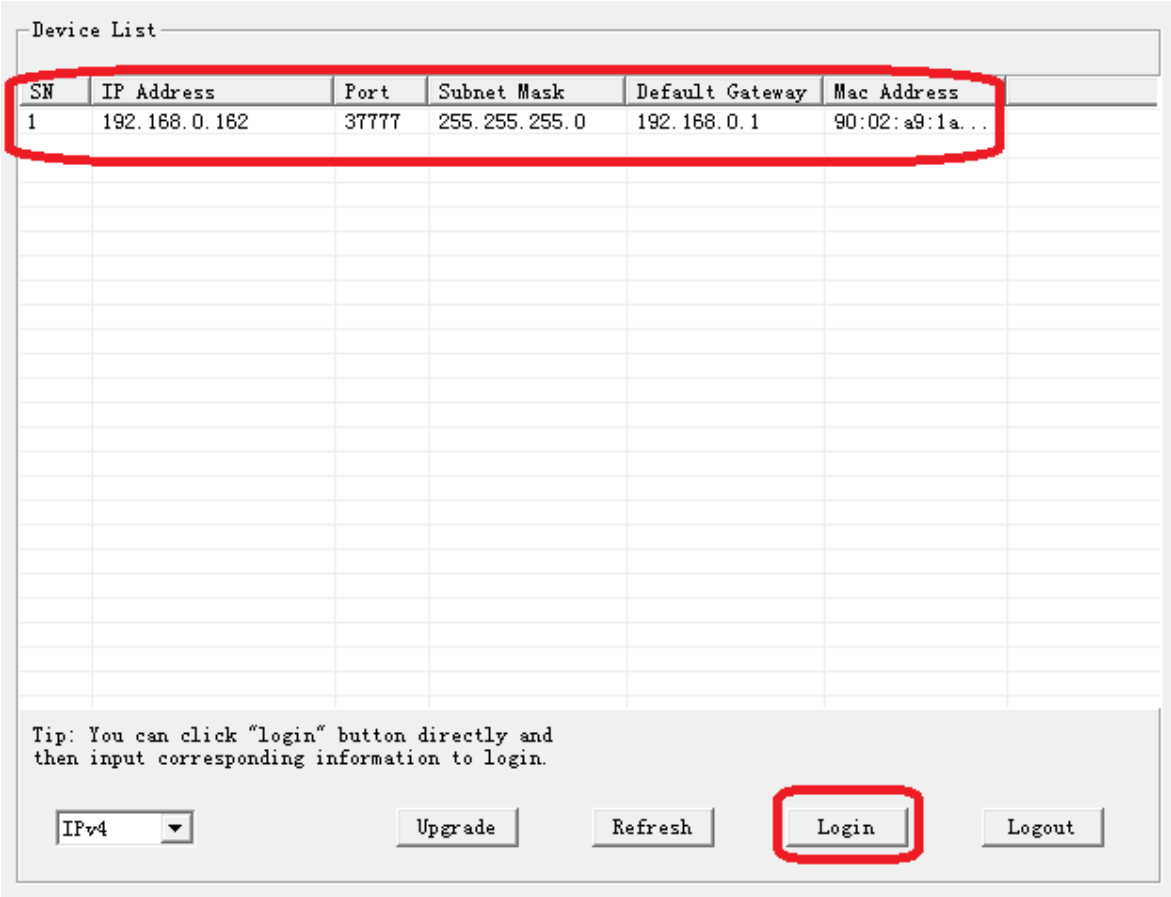 Device List
SN IP Address Port Subnet Mask Default Gateway Mac Address
1 192.168.0.162 37777 255.255.255.0 192.168.0.1 90:02:a9:1a...
Tip: You can click "login" button directly and
then input corresponding information to login.
IPv4 Upgrade Refresh Login Logout